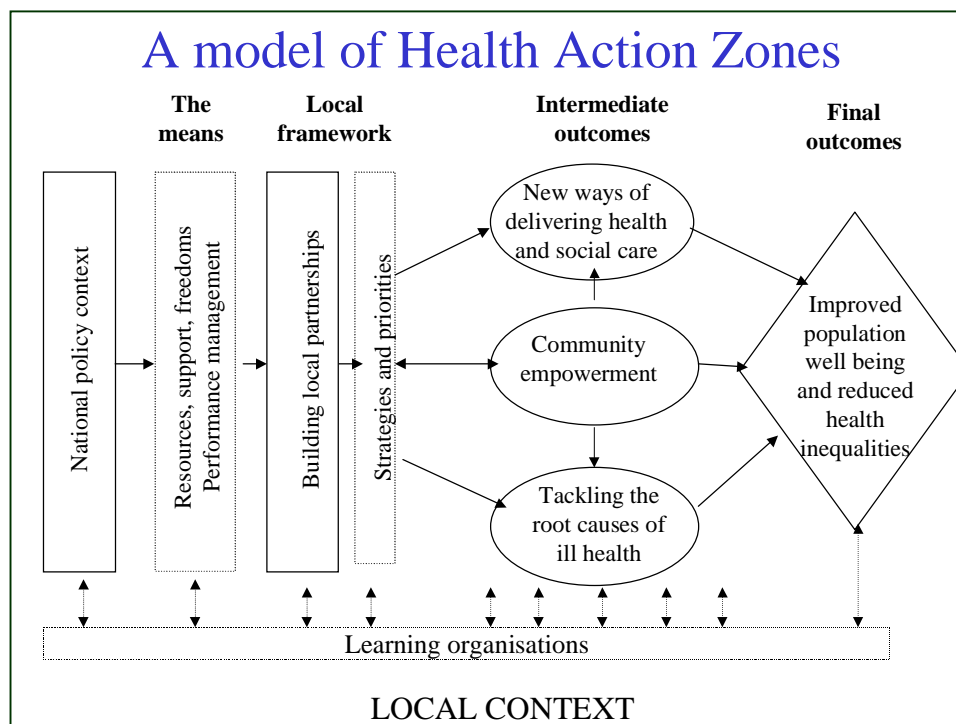 A model of Health Action Zones
The
means
Local
framework
Intermediate
outcomes
Final
outcomes
National policy context
Resources, support, freedoms
Performance management
Building local partnerships
Strategies and priorities
New ways of
delivering health
and social care
Community
empowerment
Tackling the
root causes of
ill health
Improved
population
well being
and reduced
health
inequalities
Learning organisations
LOCAL CONTEXT